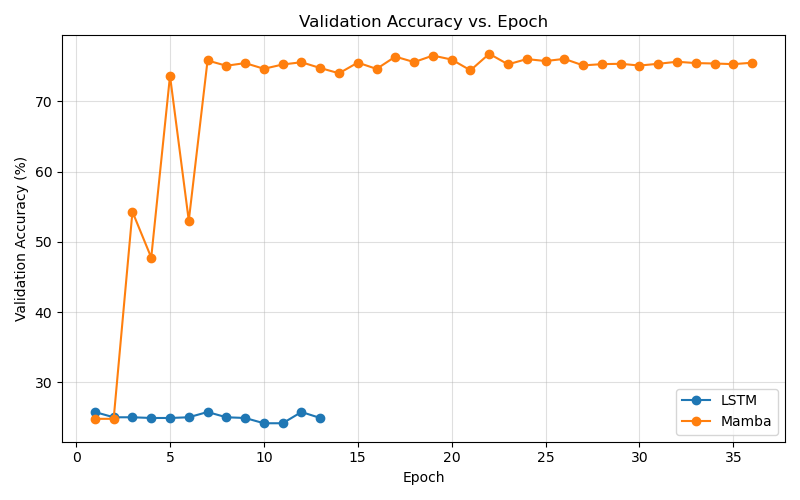 Validation Accuracy vs. Epoch
Validation Accuracy (%)
70
60
50
40
30
0 5 10 15 20 25 30 35
Epoch
LSTM
Mamba